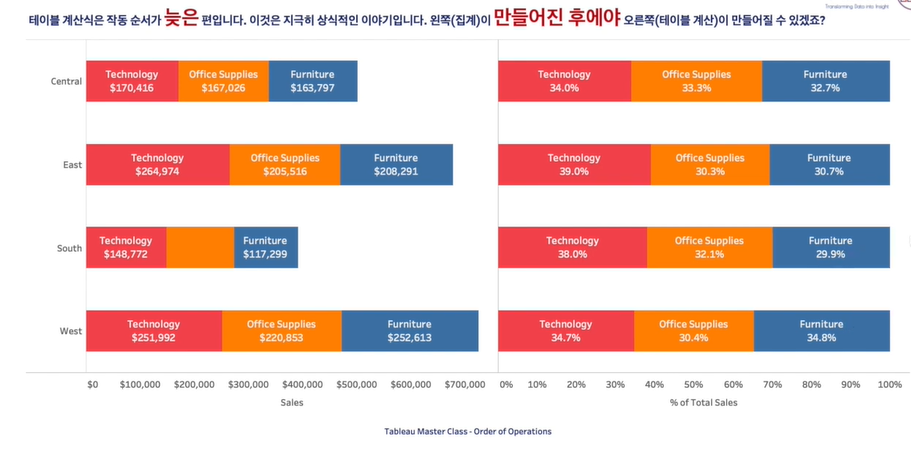 Transforming Data into Insight
테이블 계산식은 작동 순서가 늦은 편입니다. 이것은 지극히 상식적인 이야기입니다. 왼쪽(집계)이 만들어진 후에야 오른쪽(테이블 계산)이 만들어질 수 있겠죠?
Central
Technology Office Supplies Furniture
$170,416 $167,026 $163,797
Technology Office Supplies Furniture
34.0% 33.3% 32.7%
East
Technology Office Supplies Furniture
$264,974 $205,516 $208,291
Technology Office Supplies Furniture
39.0% 30.3% 30.7%
South
Technology Furniture
$148,772 $117,299
Technology Office Supplies Furniture
38.0% 32.1% 29.9%
West
Technology Office Supplies Furniture
$251,992 $220,853 $252,613
Technology Office Supplies Furniture
34.7% 30.4% 34.8%
$0 $100,000 $200,000 $300,000 $400,000 $500,000 $600,000 $700,000
0% 10% 20% 30% 40% 50% 60% 70% 80% 90% 100%
Sales
% of Total Sales
Tableau Master Class - Order of Operations